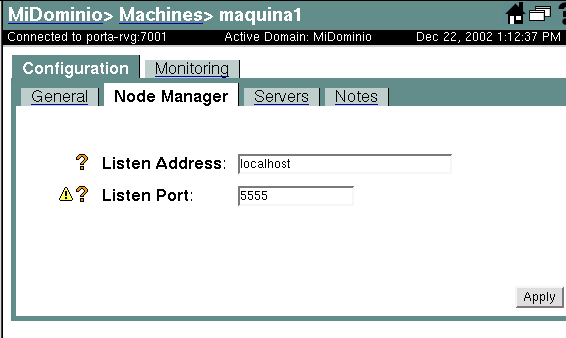 MiDominio> Machines> maquina1
Connected to porta-rvg:7001 Active Domain: MiDominio Dec 22, 2002 1:12:37 PM
Configuration Monitoring
General Node Manager Servers Notes
? Listen Address: localhost
? Listen Port: 5555
Apply